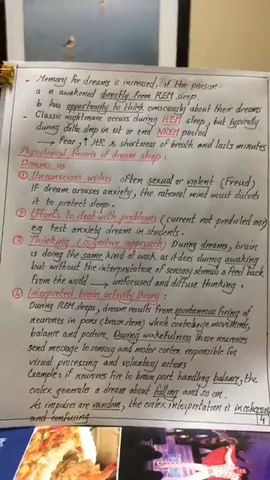 - Memory for dreams is increased, if the person:
a is awakened directly from REM sleep.
b has opportunity to think consciously about their dreams
- Classic nightmare occurs during REM sleep, but typically
during delta sleep in 1st or end NREM period
→ Fear, ↑ HR & shortness of breath and lasts minutes
Physiological theories of dream sleep:
Dreams as
① Unconscious wishes often sexual or violent (Freud)
If dream arouses anxiety, the rational mind must distort
it to protect sleep.
② Efforts to deal with problems (current not predicted one)
e.g test anxiety dream in students.
③ Thinking (cognitive approach) During dreams, brain
is doing the same kind of work as it does during awaking
but without the interpretation of sensory stimuli & feed back
from the world → unfocused and diffuse thinking.
④ Interpreted brain activity theory:
During REM sleep, dream results from spontaneous firing of
neurones in pons (brain stem) which control eye movements,
balance and posture. During wakefulness these neurones
send message to sensory and motor cortex responsible for
visual processing and voluntary actions
Example: if neurones fire to brain part handling balance, the
cortex generates a dream about falling and so on.
As impulses are random, the cortex interpretation is incoherent
and confusing
4